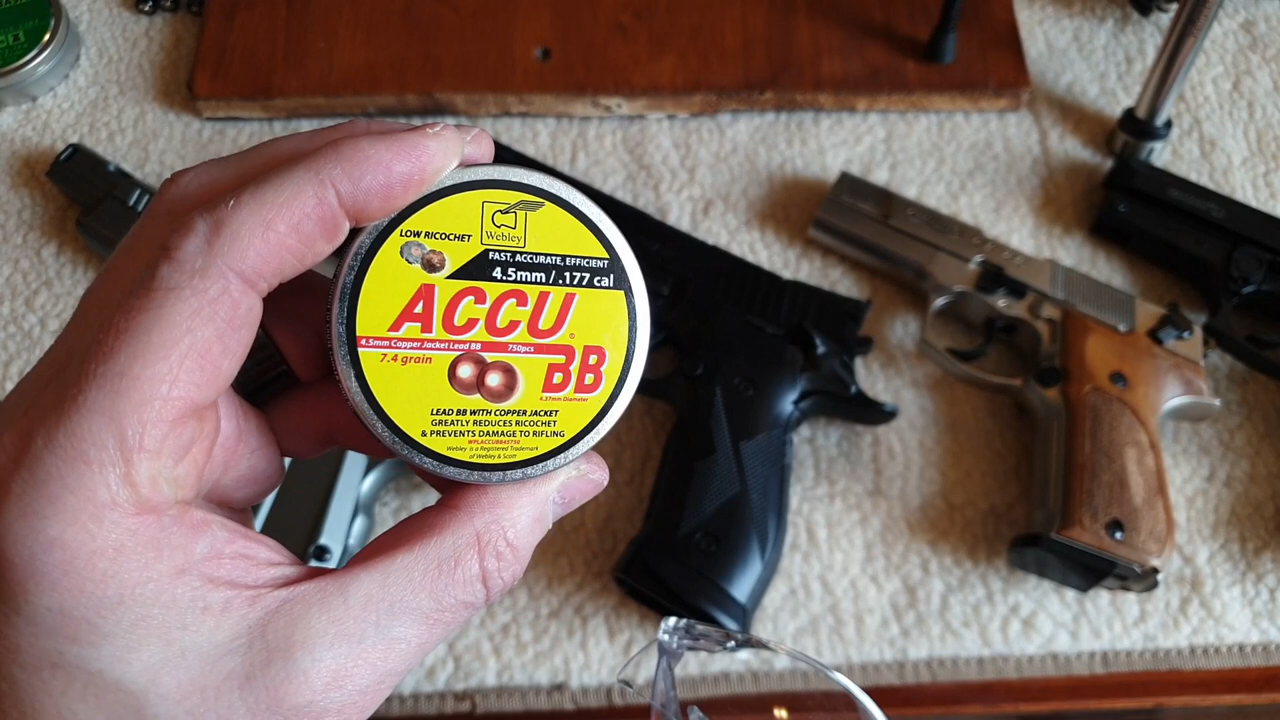 Webley
LOW RICOCHET
FAST, ACCURATE, EFFICIENT
4.5mm / .177 cal
ACCU
4.5mm Copper Jacket Lead BB 750pcs
BB
7.4 grain
4.37mm Diameter
LEAD BB WITH COPPER JACKET
GREATLY REDUCES RICOCHET
& PREVENTS DAMAGE TO RIFLING
WPLACCUBB45750
Webley is a Registered Trademark
of Webley & Scott